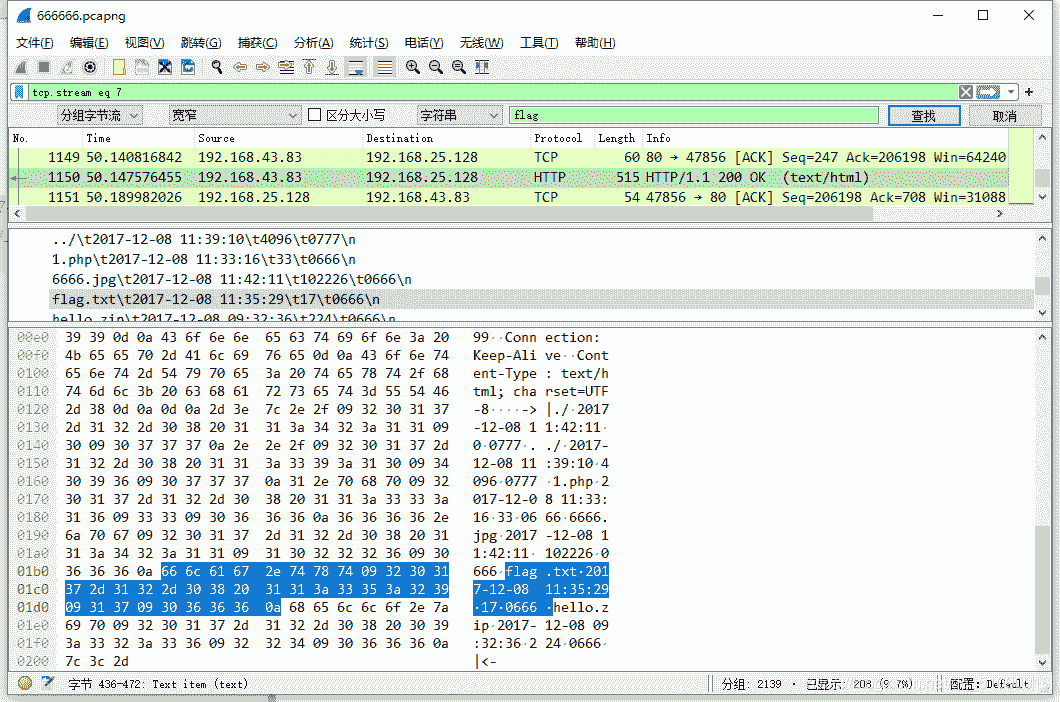 666666.pcapng
文件(F) 编辑(E) 视图(V) 跳转(G) 捕获(C) 分析(A) 统计(S) 电话(Y) 无线(W) 工具(T) 帮助(H)
tcp.stream eq 7
分组字节流 宽窄 区分大小写 字符串 flag 查找 取消
No. Time Source Destination Protocol Length Info
1149 50.140816842 192.168.43.83 192.168.25.128 TCP 60 80 → 47856 [ACK] Seq=247 Ack=206198 Win=64240
1150 50.147576455 192.168.43.83 192.168.25.128 HTTP 515 HTTP/1.1 200 OK (text/html)
1151 50.189982026 192.168.25.128 192.168.43.83 TCP 54 47856 → 80 [ACK] Seq=206198 Ack=708 Win=31088
../\t2017-12-08 11:39:10\t4096\t0777\n
1.php\t2017-12-08 11:33:16\t33\t0666\n
6666.jpg\t2017-12-08 11:42:11\t102226\t0666\n
flag.txt\t2017-12-08 11:35:29\t17\t0666\n
hello.zip\t2017-12-08 09:32:36\t224\t0666\n
00e0 39 39 0d 0a 43 6f 6e 6e 65 63 74 69 6f 6e 3a 20 99··Conn ection:
00f0 4b 65 65 70 2d 41 6c 69 76 65 0d 0a 43 6f 6e 74 Keep-Ali ve··Cont
0100 65 6e 74 2d 54 79 70 65 3a 20 74 65 78 74 2f 68 ent-Type : text/h
0110 74 6d 6c 3b 20 63 68 61 72 73 65 74 3d 55 54 46 tml; cha rset=UTF
0120 2d 38 0d 0a 0d 0a 2d 3e 7c 2e 2f 09 32 30 31 37 -8····-> |./·2017
0130 2d 31 32 2d 30 38 20 31 31 3a 34 32 3a 31 31 09 -12-08 1 1:42:11·
0140 30 09 30 37 37 37 0a 2e 2e 2f 09 32 30 31 37 2d 0·0777·. ./·2017-
0150 31 32 2d 30 38 20 31 31 3a 33 39 3a 31 30 09 34 12-08 11 :39:10·4
0160 30 39 36 09 30 37 37 37 0a 31 2e 70 68 70 09 32 096·0777 ·1.php·2
0170 30 31 37 2d 31 32 2d 30 38 20 31 31 3a 33 33 3a 017-12-0 8 11:33:
0180 31 36 09 33 33 09 30 36 36 36 0a 36 36 36 36 2e 16·33·06 66·6666.
0190 6a 70 67 09 32 30 31 37 2d 31 32 2d 30 38 20 31 jpg·2017 -12-08 1
01a0 31 3a 34 32 3a 31 31 09 31 30 32 32 32 36 09 30 1:42:11· 102226·0
01b0 36 36 36 0a 66 6c 61 67 2e 74 78 74 09 32 30 31 666·flag .txt·201
01c0 37 2d 31 32 2d 30 38 20 31 31 3a 33 35 3a 32 39 7-12-08 11:35:29
01d0 09 31 37 09 30 36 36 36 0a 68 65 6c 6c 6f 2e 7a ·17·0666 ·hello.z
01e0 69 70 09 32 30 31 37 2d 31 32 2d 30 38 20 30 39 ip·2017- 12-08 09
01f0 3a 33 32 3a 33 36 09 32 32 34 09 30 36 36 36 0a :32:36·2 24·0666·
0200 7c 3c 2d |<-
字节 436-472: Text item (text) 分组: 2139 · 已显示: 208 (9.7%) 配置: Default